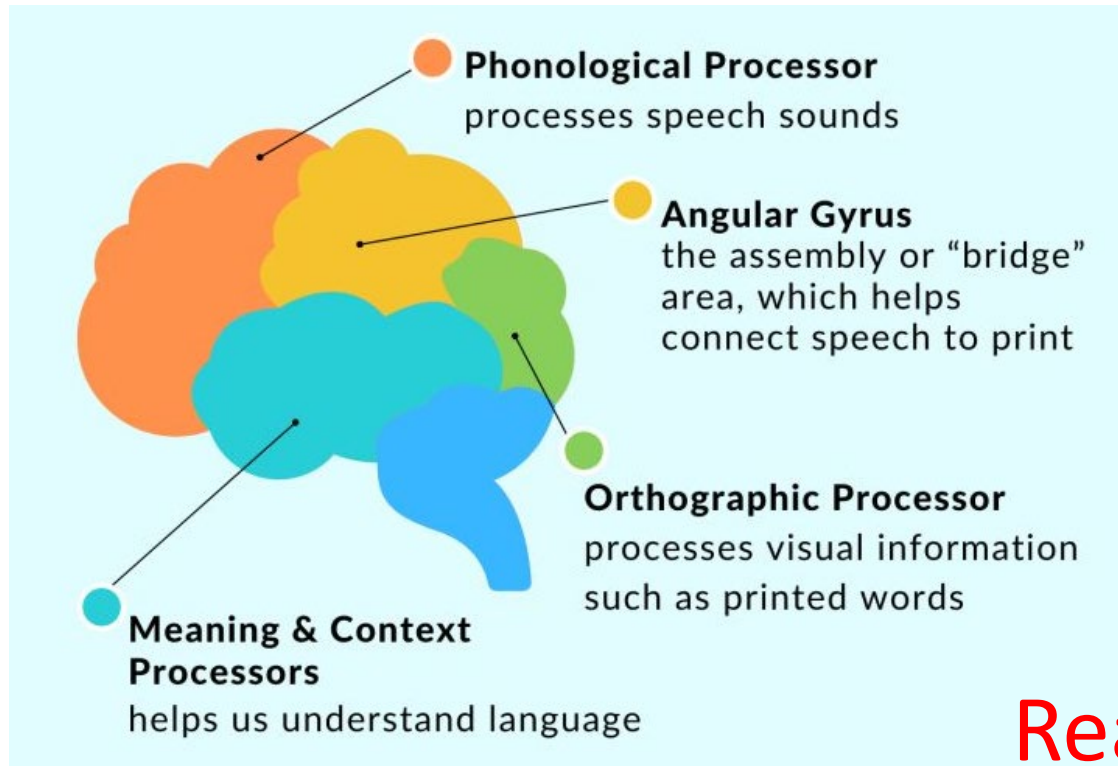 Phonological Processor
processes speech sounds
Angular Gyrus
the assembly or “bridge”
area, which helps
connect speech to print
Orthographic Processor
processes visual information
such as printed words
Meaning & Context
Processors
helps us understand language
Rea